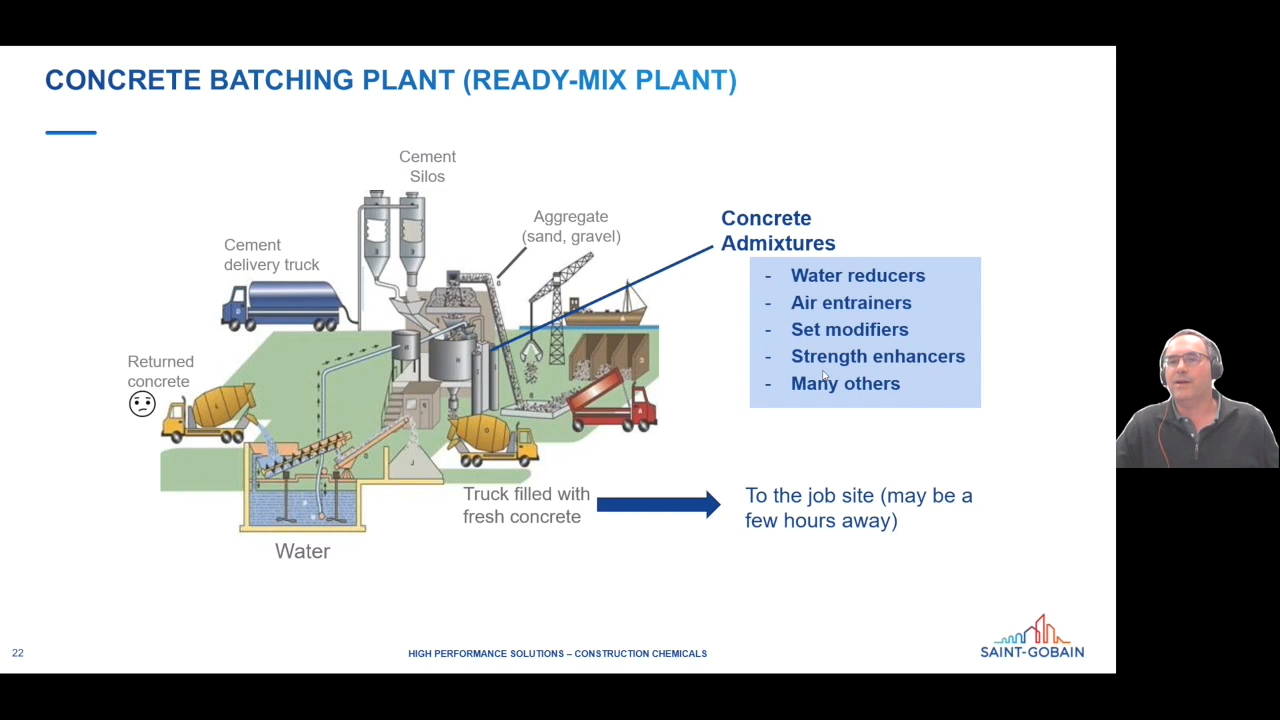 CONCRETE BATCHING PLANT (READY-MIX PLANT)
Cement
Silos
Aggregate
(sand, gravel)
Cement
delivery truck
Returned
concrete
Concrete
Admixtures
- Water reducers
- Air entrainers
- Set modifiers
- Strength enhancers
- Many others
Truck filled with
fresh concrete
To the job site (may be a
few hours away)
Water
22
HIGH PERFORMANCE SOLUTIONS – CONSTRUCTION CHEMICALS
SAINT-GOBAIN